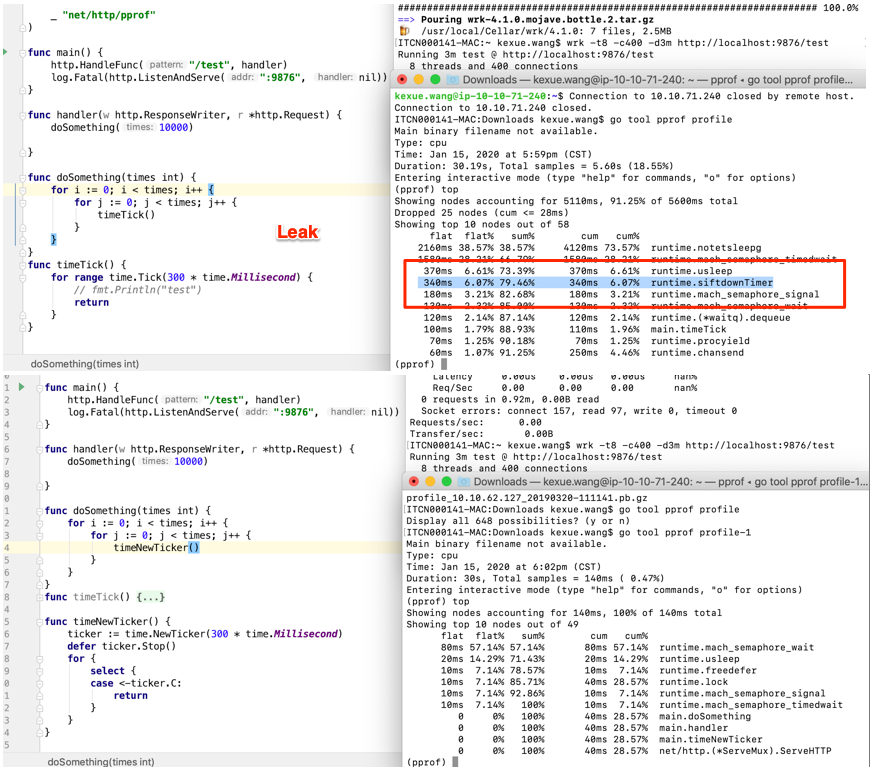 _ "net/http/pprof"
)
func main() {
http.HandleFunc( pattern: "/test", handler)
log.Fatal(http.ListenAndServe( addr: ":9876", handler: nil))
}
func handler(w http.ResponseWriter, r *http.Request) {
doSomething( times: 10000)
}
func doSomething(times int) {
for i := 0; i < times; i++ {
for j := 0; j < times; j++ {
timeTick()
}
}
}
Leak
func timeTick() {
for range time.Tick(300 * time.Millisecond) {
// fmt.Println("test")
return
}
}
doSomething(times int)
######################################################################## 100.0%
==> Pouring wrk-4.1.0.mojave.bottle.2.tar.gz
🍺 /usr/local/Cellar/wrk/4.1.0: 7 files, 2.5MB
[ITCN000141-MAC:~ kexue.wang$ wrk -t8 -c400 -d3m http://localhost:9876/test
Running 3m test @ http://localhost:9876/test
8 threads and 400 connections
Downloads — kexue.wang@ip-10-10-71-240: ~ — pprof • go tool pprof profile...
kexue.wang@ip-10-10-71-240:~$ Connection to 10.10.71.240 closed by remote host.
Connection to 10.10.71.240 closed.
ITCN000141-MAC:Downloads kexue.wang$ go tool pprof profile
Main binary filename not available.
Type: cpu
Time: Jan 15, 2020 at 5:59pm (CST)
Duration: 30.19s, Total samples = 5.60s (18.55%)
Entering interactive mode (type "help" for commands, "o" for options)
(pprof) top
Showing nodes accounting for 5110ms, 91.25% of 5600ms total
Dropped 25 nodes (cum <= 28ms)
Showing top 10 nodes out of 58
flat flat% sum% cum cum%
2160ms 38.57% 38.57% 4120ms 73.57% runtime.notetsleepg
1580ms 28.21% 66.79% 1580ms 28.21% runtime.mach_semaphore_timedwait
370ms 6.61% 73.39% 370ms 6.61% runtime.usleep
340ms 6.07% 79.46% 340ms 6.07% runtime.siftdownTimer
180ms 3.21% 82.68% 180ms 3.21% runtime.mach_semaphore_signal
130ms 2.32% 85.00% 130ms 2.32% runtime.mach_semaphore_wait
120ms 2.14% 87.14% 120ms 2.14% runtime.(*waitq).dequeue
100ms 1.79% 88.93% 110ms 1.96% main.timeTick
70ms 1.25% 90.18% 70ms 1.25% runtime.procyield
60ms 1.07% 91.25% 250ms 4.46% runtime.chansend
(pprof)
0
1 func main() {
2 http.HandleFunc( pattern: "/test", handler)
3 log.Fatal(http.ListenAndServe( addr: ":9876", handler: nil))
4 }
5
6 func handler(w http.ResponseWriter, r *http.Request) {
7 doSomething( times: 10000)
8
9 }
0
1 func doSomething(times int) {
2 for i := 0; i < times; i++ {
3 for j := 0; j < times; j++ {
4 timeNewTicker()
5 }
6 }
7 }
8 func timeTick() {...}
4
5 func timeNewTicker() {
6 ticker := time.NewTicker(300 * time.Millisecond)
7 defer ticker.Stop()
8 for {
9 select {
0 case <-ticker.C:
1 return
2 }
3 }
4 }
5
doSomething(times int)
Latency 0.00us 0.00us 0.00us nan%
Req/Sec 0.00 0.00 0.00 nan%
0 requests in 0.92m, 0.00B read
Socket errors: connect 157, read 97, write 0, timeout 0
Requests/sec: 0.00
Transfer/sec: 0.00B
[ITCN000141-MAC:~ kexue.wang$ wrk -t8 -c400 -d3m http://localhost:9876/test
Running 3m test @ http://localhost:9876/test
8 threads and 400 connections
Downloads — kexue.wang@ip-10-10-71-240: ~ — pprof • go tool pprof profile-1...
profile_10.10.62.127_20190320-111141.pb.gz
[ITCN000141-MAC:Downloads kexue.wang$ go tool pprof profile
Display all 648 possibilities? (y or n)
[ITCN000141-MAC:Downloads kexue.wang$ go tool pprof profile-1
Main binary filename not available.
Type: cpu
Time: Jan 15, 2020 at 6:02pm (CST)
Duration: 30s, Total samples = 140ms ( 0.47%)
Entering interactive mode (type "help" for commands, "o" for options)
(pprof) top
Showing nodes accounting for 140ms, 100% of 140ms total
Showing top 10 nodes out of 49
flat flat% sum% cum cum%
80ms 57.14% 57.14% 80ms 57.14% runtime.mach_semaphore_wait
20ms 14.29% 71.43% 20ms 14.29% runtime.usleep
10ms 7.14% 78.57% 10ms 7.14% runtime.freedefer
10ms 7.14% 85.71% 40ms 28.57% runtime.lock
10ms 7.14% 92.86% 10ms 7.14% runtime.mach_semaphore_signal
10ms 7.14% 100% 10ms 7.14% runtime.mach_semaphore_timedwait
0 0% 100% 40ms 28.57% main.doSomething
0 0% 100% 40ms 28.57% main.handler
0 0% 100% 40ms 28.57% main.timeNewTicker
0 0% 100% 40ms 28.57% net/http.(*ServeMux).ServeHTTP
(pprof)